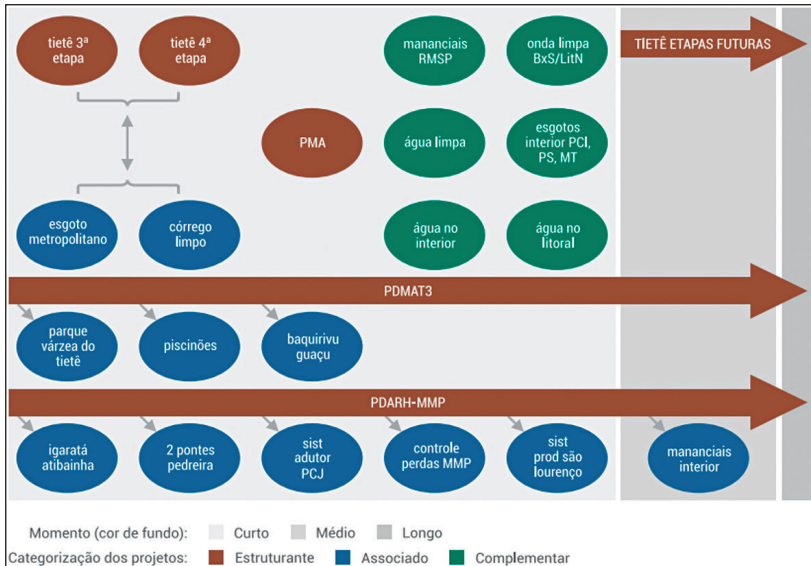 tietê 3ª
etapa
tietê 4ª
etapa
mananciais
RMSP
onda limpa
BxS/LitN
TIETÊ ETAPAS FUTURAS
PMA
água limpa
esgotos
interior PCI,
PS, MT
esgoto
metropolitano
córrego
limpo
água no
interior
água no
litoral
PDMAT3
parque
várzea do
tietê
piscinões
baquirivu
guaçu
PDARH-MMP
igaratá
atibainha
2 pontes
pedreira
sist
adutor
PCJ
controle
perdas MMP
sist
prod são
lourenço
mananciais
interior
Momento (cor de fundo): Curto Médio Longo
Categorização dos projetos: Estruturante Associado Complementar